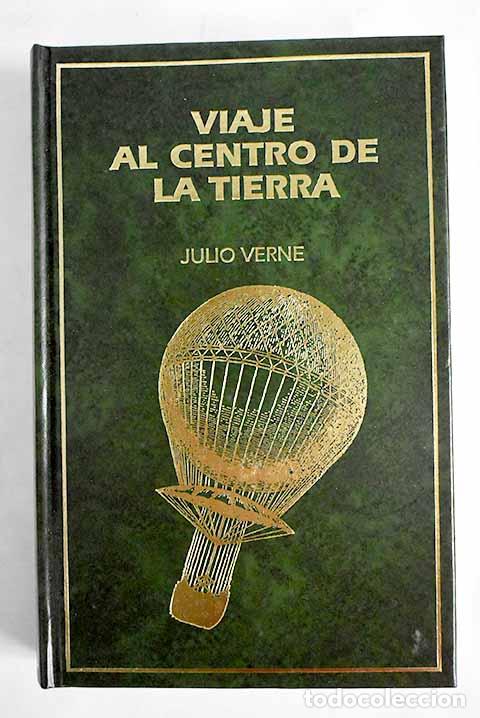 VIAJE
AL CENTRO DE
LA TIERRA
JULIO VERNE
todocoleccion